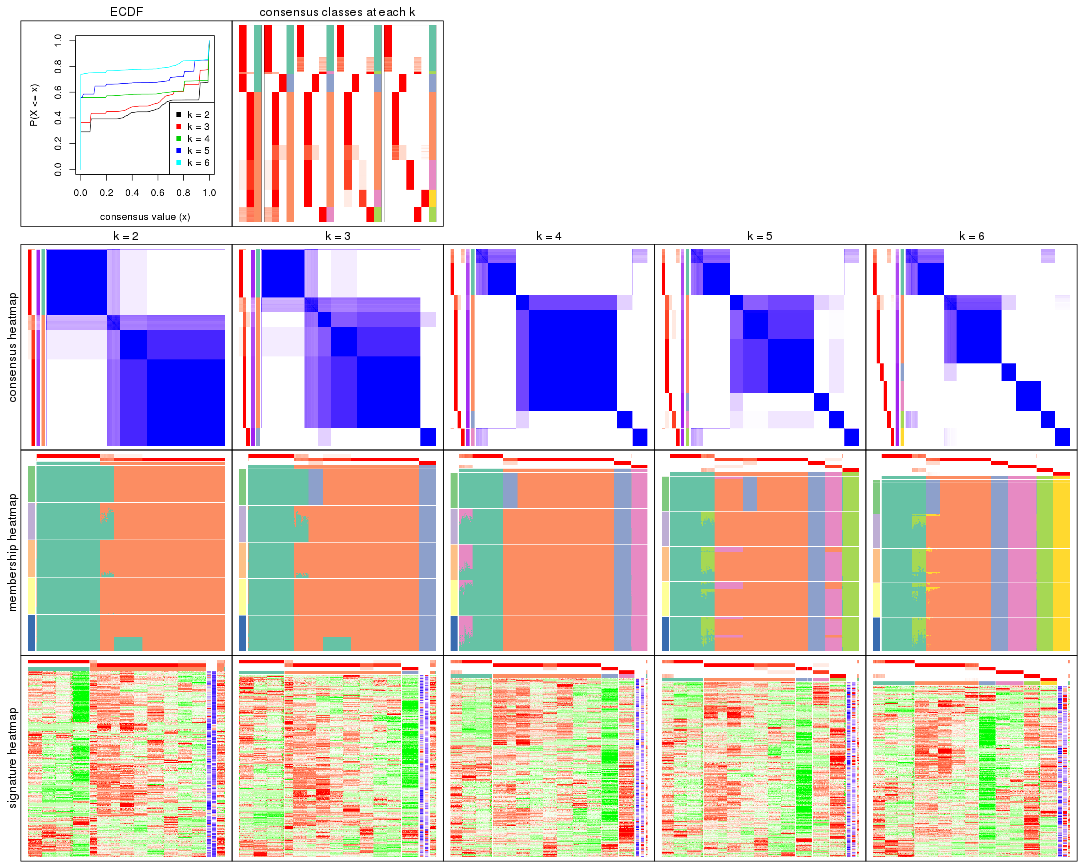 ECDF
consensus classes at each k
P(X <= x)
0.0 0.2 0.4 0.6 0.8 1.0
k = 2
k = 3
k = 4
k = 5
k = 6
0.0 0.2 0.4 0.6 0.8 1.0
consensus value (x)
k = 2
k = 3
k = 4
k = 5
k = 6
consensus heatmap
membership heatmap
signature heatmap